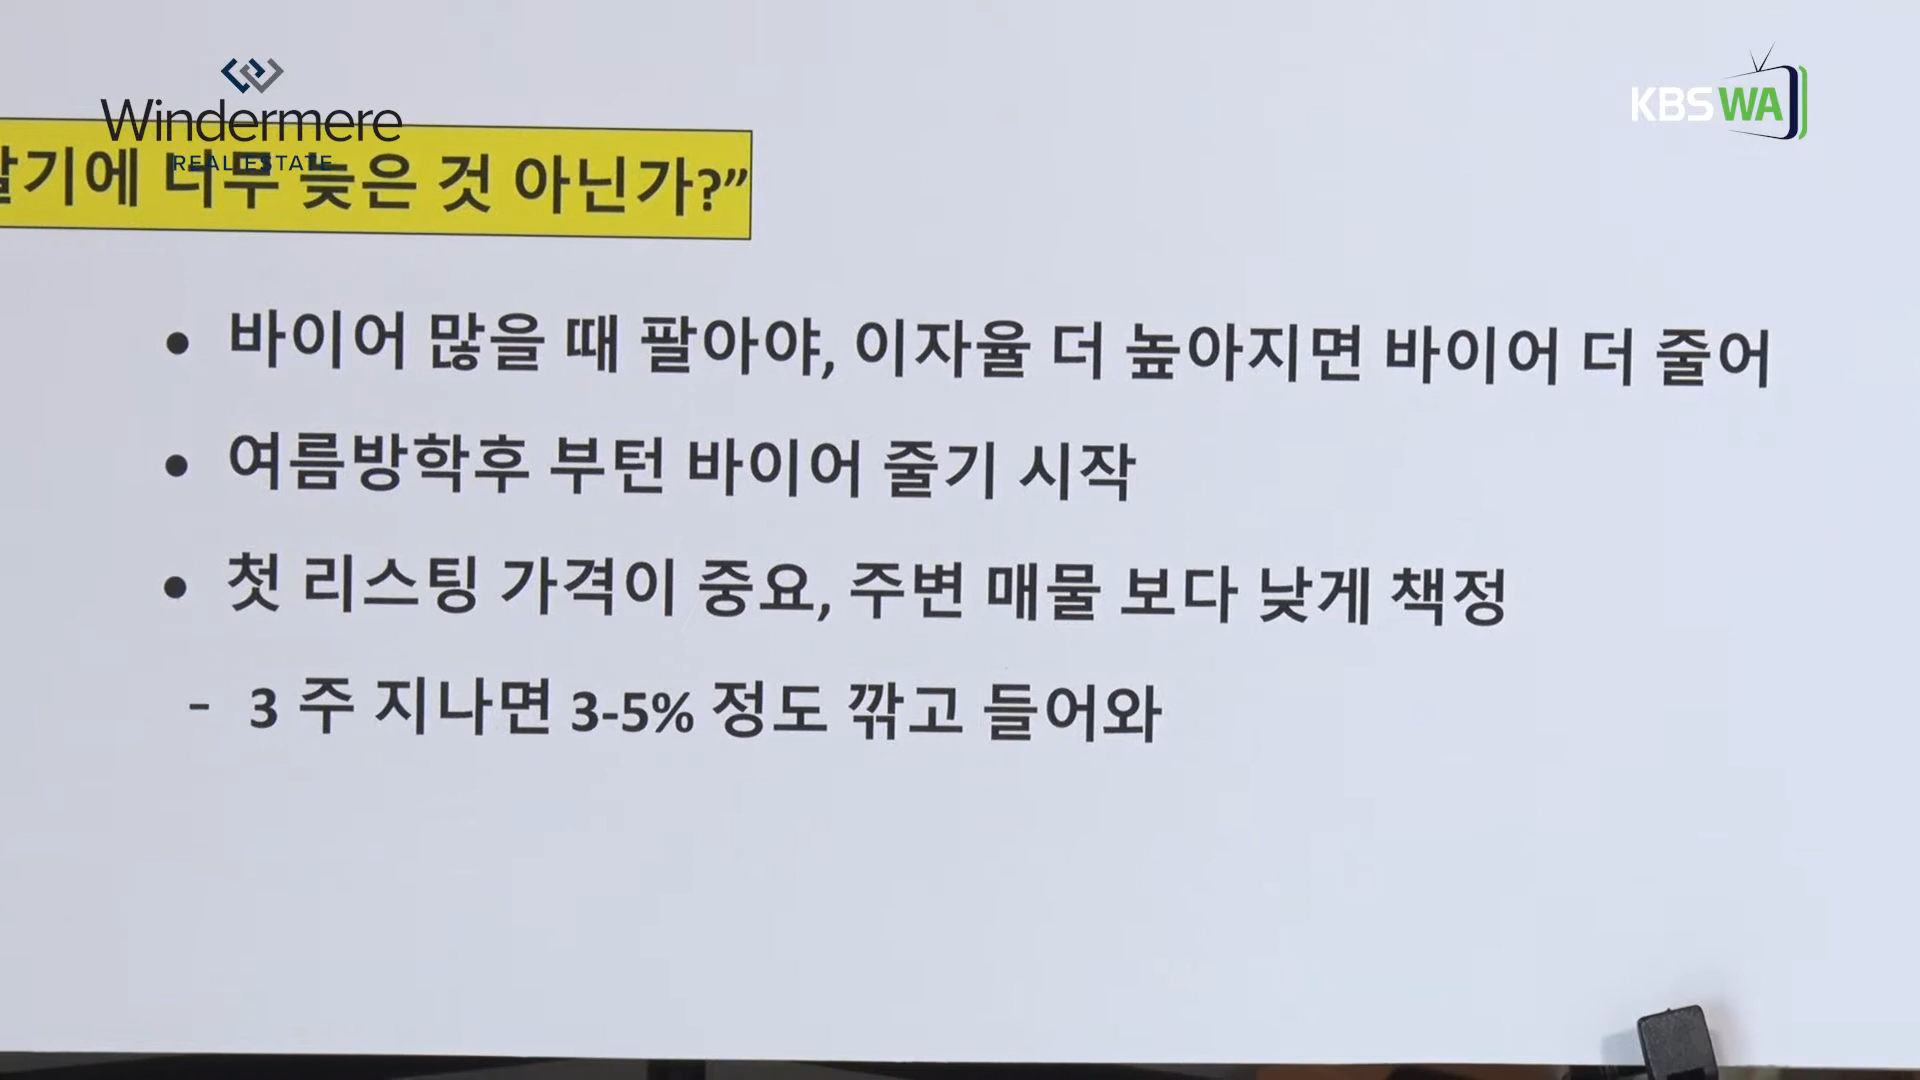 Windermere
REAL ESTATE
KBS WA
팔기에 너무 늦은 것 아닌가?”
• 바이어 많을 때 팔아야, 이자율 더 높아지면 바이어 더 줄어
• 여름방학후 부턴 바이어 줄기 시작
• 첫 리스팅 가격이 중요, 주변 매물 보다 낮게 책정
- 3 주 지나면 3-5% 정도 깎고 들어와